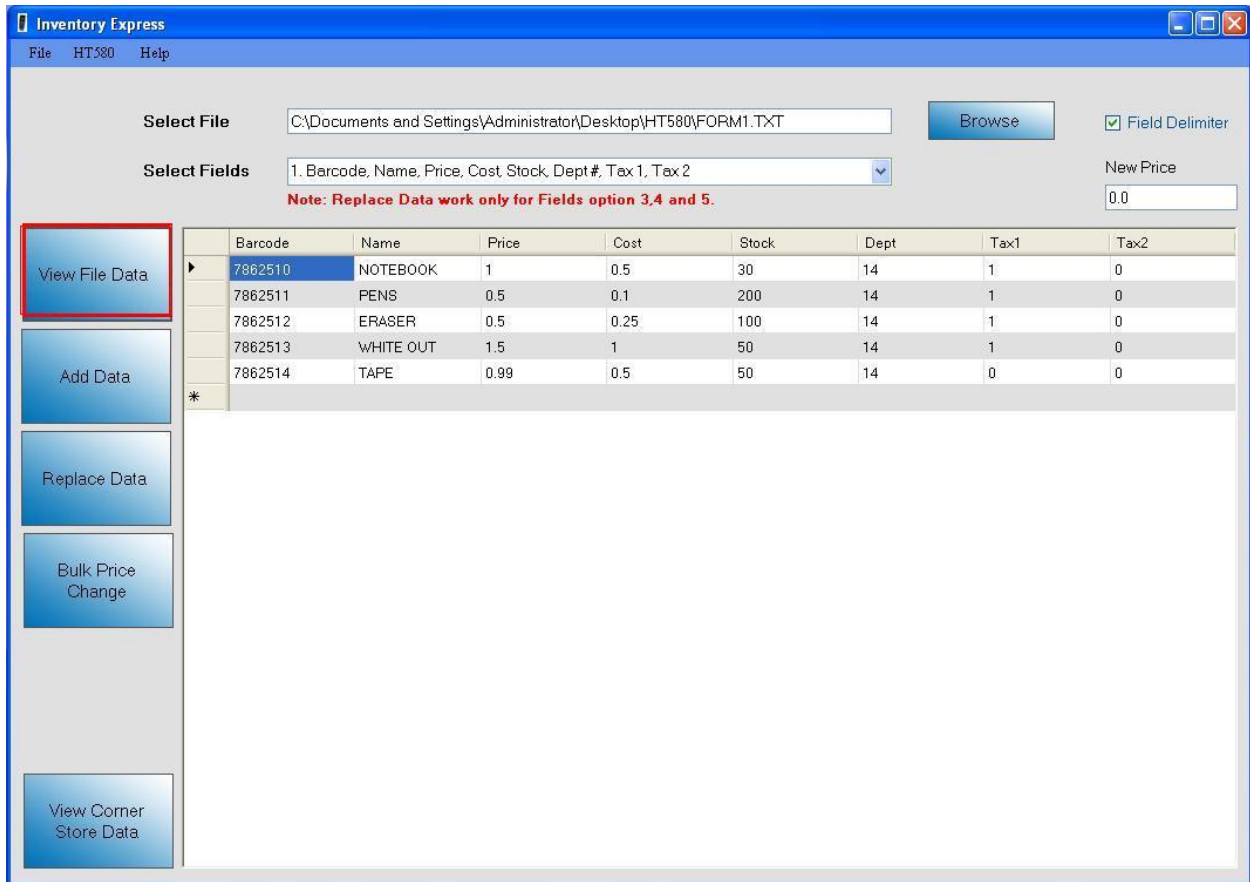 Inventory Express
File HT580 Help
Select File C:\Documents and Settings\Administrator\Desktop\HT580\FORM1.TXT Browse Field Delimiter
Select Fields 1. Barcode, Name, Price, Cost, Stock, Dept #, Tax 1, Tax 2 New Price
Note: Replace Data work only for Fields option 3,4 and 5. 0.0
View File Data
Add Data
Replace Data
Bulk Price
Change
View Corner
Store Data
Barcode Name Price Cost Stock Dept Tax1 Tax2
7862510 NOTEBOOK 1 0.5 30 14 1 0
7862511 PENS 0.5 0.1 200 14 1 0
7862512 ERASER 0.5 0.25 100 14 1 0
7862513 WHITE OUT 1.5 1 50 14 1 0
7862514 TAPE 0.99 0.5 50 14 0 0